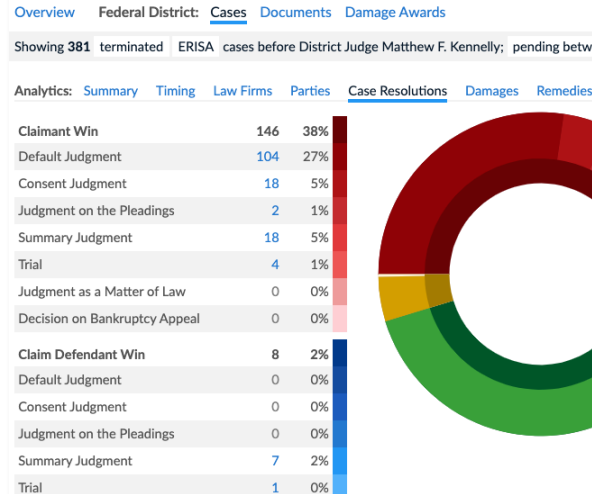 Overview Federal District: Cases Documents Damage Awards
Showing 381 terminated ERISA cases before District Judge Matthew F. Kennelly; pending betw
Analytics: Summary Timing Law Firms Parties Case Resolutions Damages Remedies
Claimant Win 146 38%
Default Judgment 104 27%
Consent Judgment 18 5%
Judgment on the Pleadings 2 1%
Summary Judgment 18 5%
Trial 4 1%
Judgment as a Matter of Law 0 0%
Decision on Bankruptcy Appeal 0 0%
Claim Defendant Win 8 2%
Default Judgment 0 0%
Consent Judgment 0 0%
Judgment on the Pleadings 0 0%
Summary Judgment 7 2%
Trial 1 0%